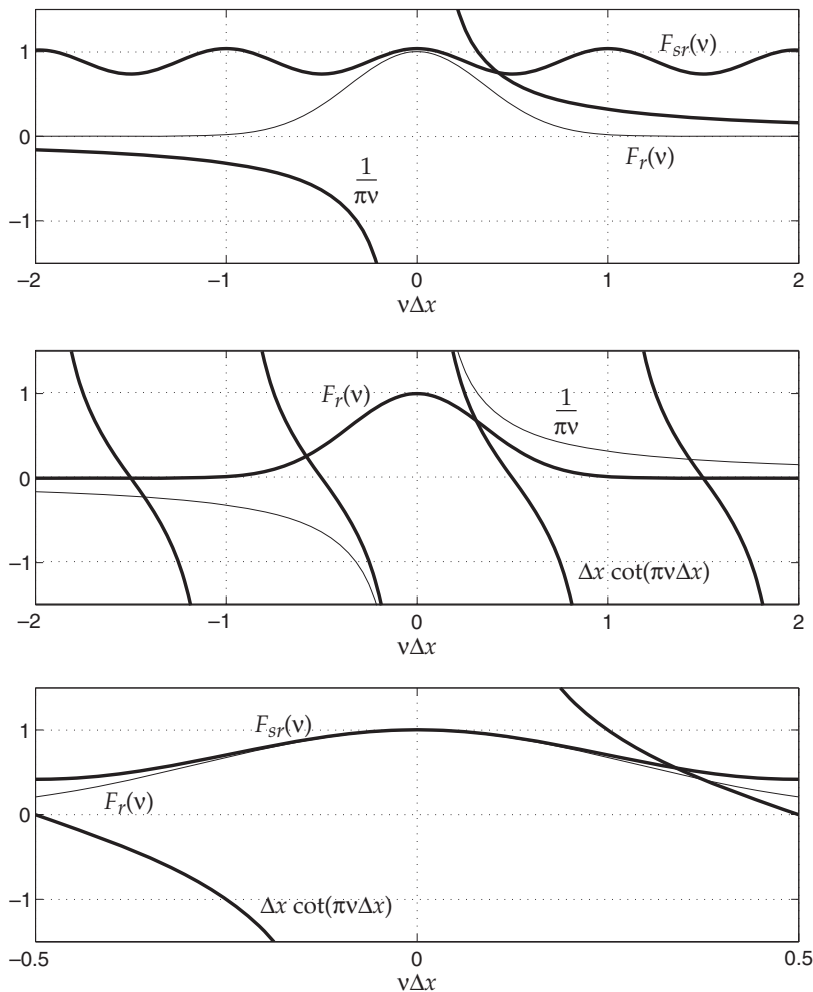 1
0
−1
F_sr(ν)
F_r(ν)
1/πν
−2 −1 0 1 2
νΔx
1
0
−1
F_r(ν)
1/πν
Δx cot(πνΔx)
−2 −1 0 1 2
νΔx
1
0
−1
F_sr(ν)
F_r(ν)
Δx cot(πνΔx)
−0.5 0 0.5
νΔx